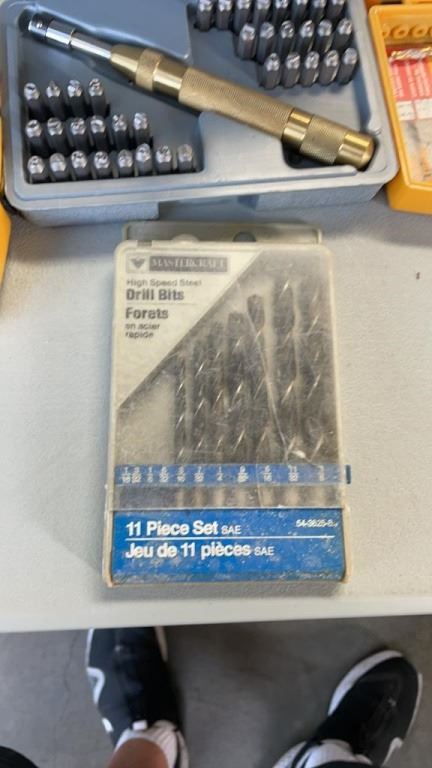 MASTERCRAFT
High Speed Steel
Drill Bits
Forets
en acier
rapide
11 Piece Set SAE
Jeu de 11 pièces SAE